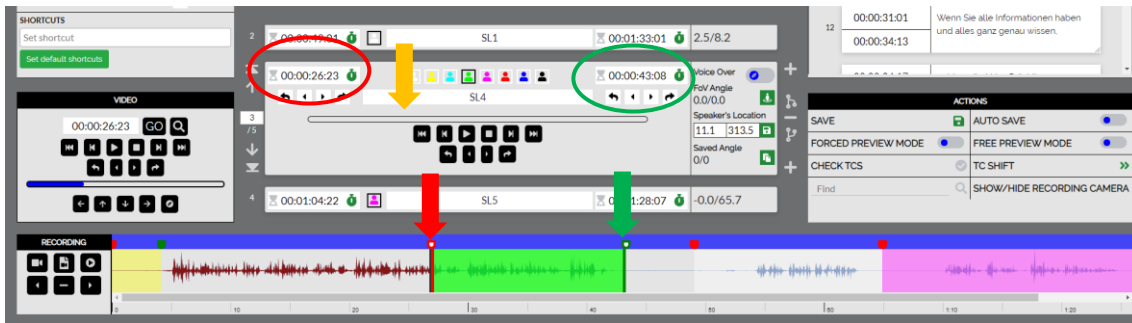 SHORTCUTS
Set shortcut
Set default shortcuts
VIDEO
00:00:26:23 GO
RECORDING
2 00:00:49:01 SL1 00:01:33:01 2.5/8.2
3
/5
00:00:26:23 00:00:43:08
SL4
Voice Over
FoV Angle
0.0/0.0
Speaker's Location
11.1 313.5
Saved Angle
0/0
4 00:01:04:22 SL5 00:01:28:07 -0.0/65.7
12
00:00:31:01
00:00:34:13
Wenn Sie alle Informationen haben
und alles ganz genau wissen.
ACTIONS
SAVE AUTO SAVE
FORCED PREVIEW MODE FREE PREVIEW MODE
CHECK TCS TC SHIFT
Find SHOW/HIDE RECORDING CAMERA
10 20 30 40 50 1:10 1:20